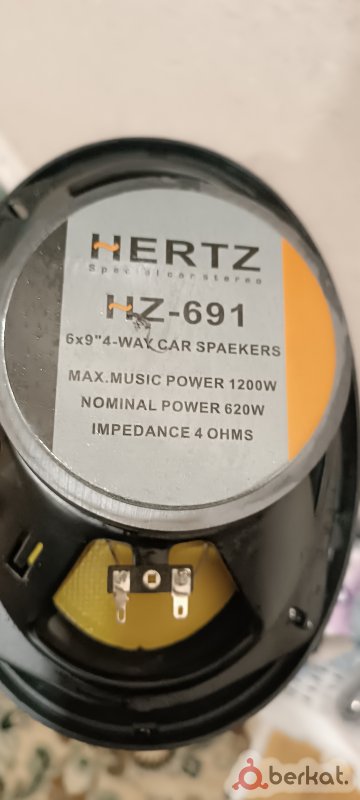 HERTZ
Specialcarstereo
HZ-691
6x9"4-WAY CAR SPAEKERS
MAX.MUSIC POWER 1200W
NOMINAL POWER 620W
IMPEDANCE 4 OHMS
berkat.